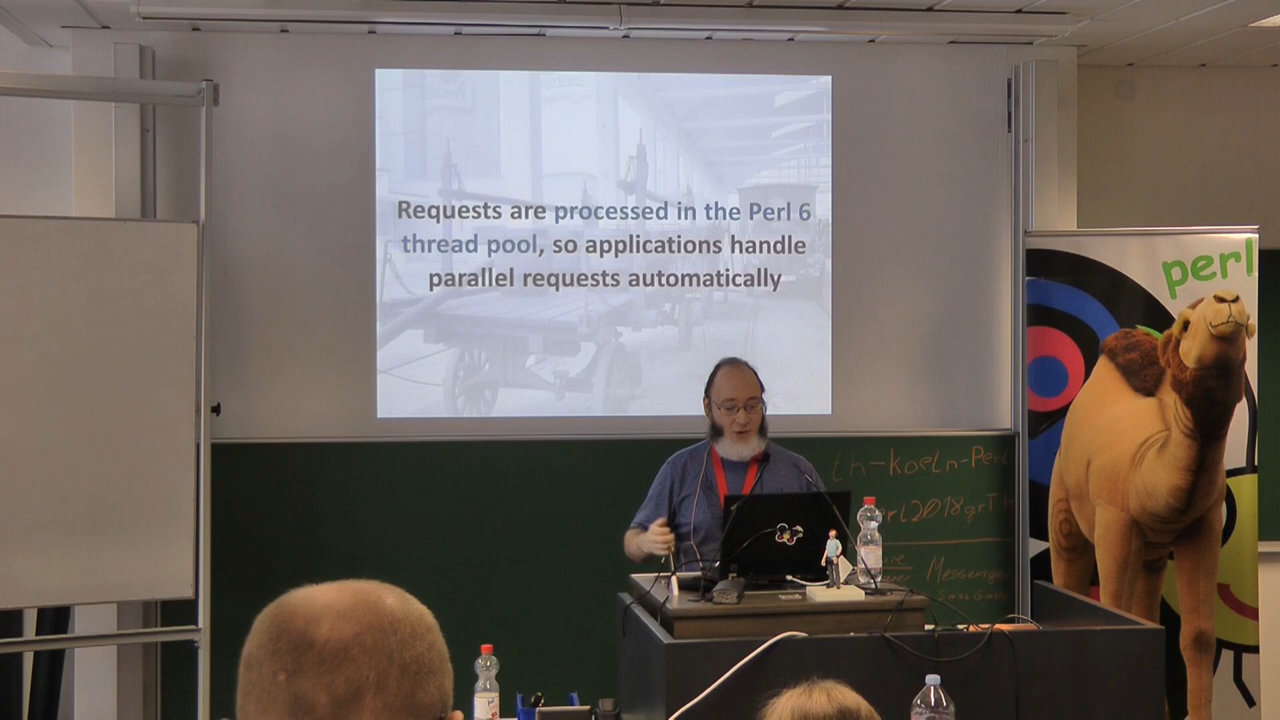 Requests are processed in the Perl 6
thread pool, so applications handle
parallel requests automatically
perl
th-koeln-Perl
Messenger